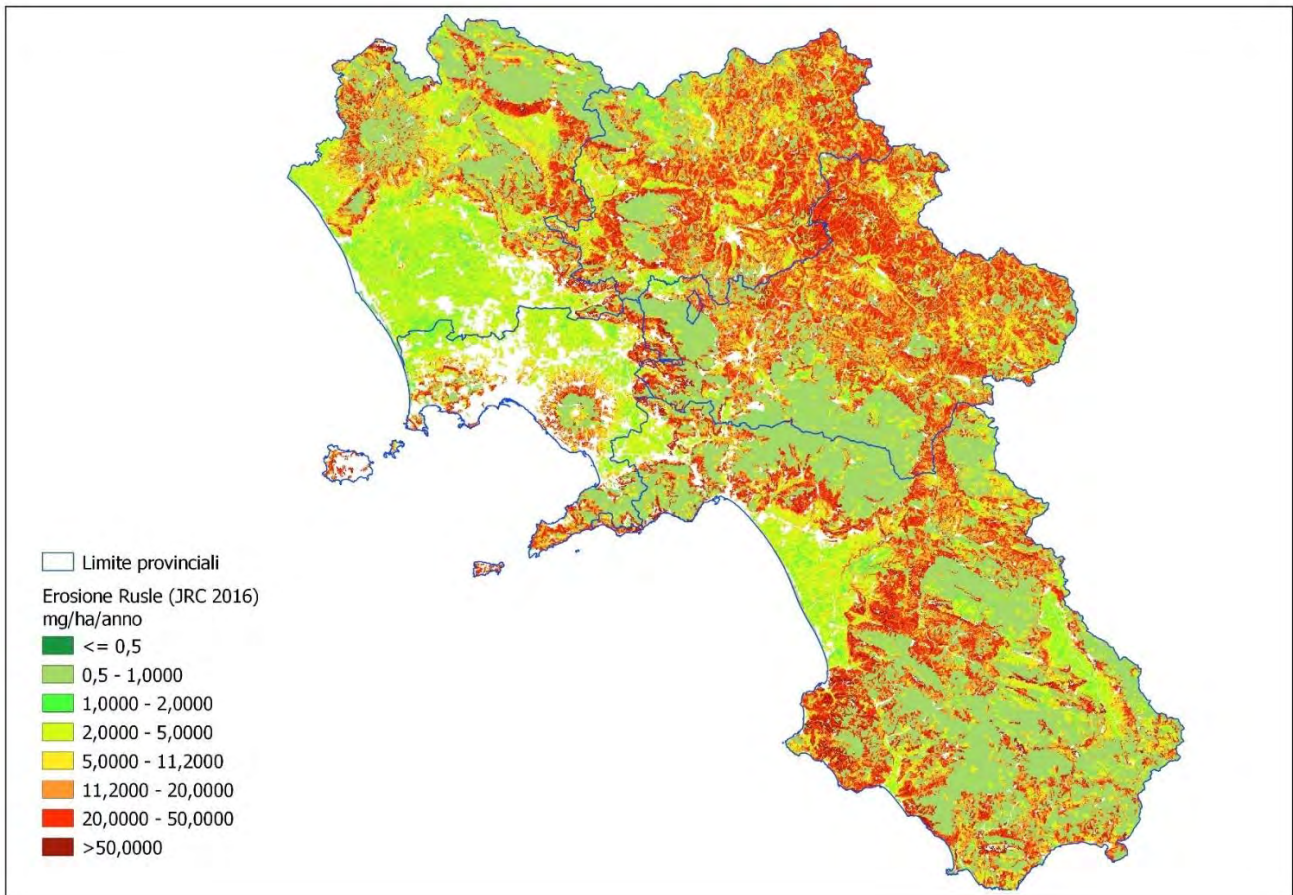 Limite provinciali
Erosione Rusle (JRC 2016)
mg/ha/anno
<= 0,5
0,5 - 1,0000
1,0000 - 2,0000
2,0000 - 5,0000
5,0000 - 11,2000
11,2000 - 20,0000
20,0000 - 50,0000
>50,0000